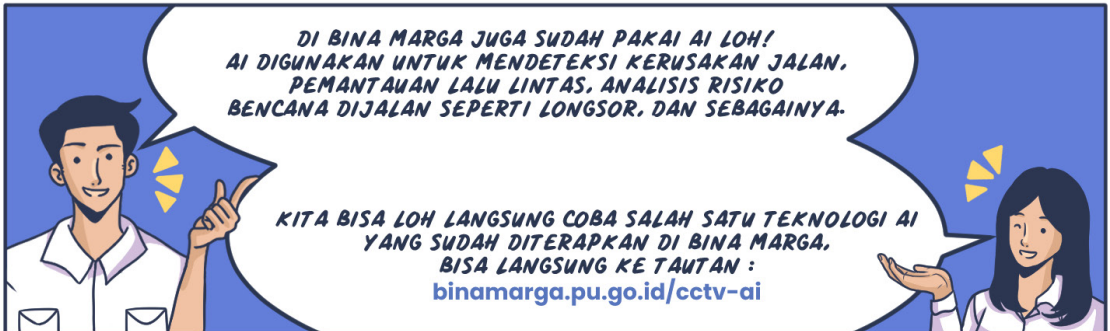 DI BINA MARGA JUGA SUDAH PAKAI AI LOH!
AI DIGUNAKAN UNTUK MENDETEKSI KERUSAKAN JALAN,
PEMANTAUAN LALU LINTAS, ANALISIS RISIKO
BENCANA DIJALAN SEPERTI LONGSOR, DAN SEBAGAINYA.
KITA BISA LOH LANGSUNG COBA SALAH SATU TEKNOLOGI AI
YANG SUDAH DITERAPKAN DI BINA MARGA,
BISA LANGSUNG KE TAUTAN :
binamarga.pu.go.id/cctv-ai